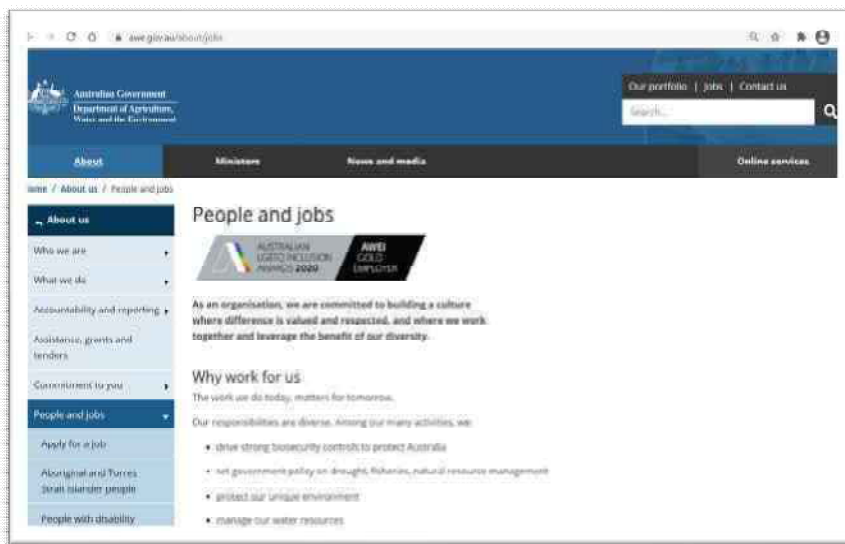 awe.gov.au/about/jobs
Australian Government
Department of Agriculture,
Water and the Environment
Our portfolio | Jobs | Contact us
Search...
About
Ministers
News and media
Online services
Home / About us / People and jobs
About us
Who we are
What we do
Accountability and reporting
Assistance, grants and
tenders
Commitment to you
People and jobs
Apply for a job
Aboriginal and Torres
Strait Islander people
People with disability
People and jobs
AUSTRALIAN
LGBTQ INCLUSION
AWARDS 2020
AWEI
GOLD
EMPLOYER
As an organisation, we are committed to building a culture
where difference is valued and respected, and where we work
together and leverage the benefit of our diversity.
Why work for us
The work we do today, matters for tomorrow.
Our responsibilities are diverse. Among our many activities, we:
• drive strong biosecurity controls to protect Australia
• set government policy on drought, fisheries, natural resource management
• protect our unique environment
• manage our water resources